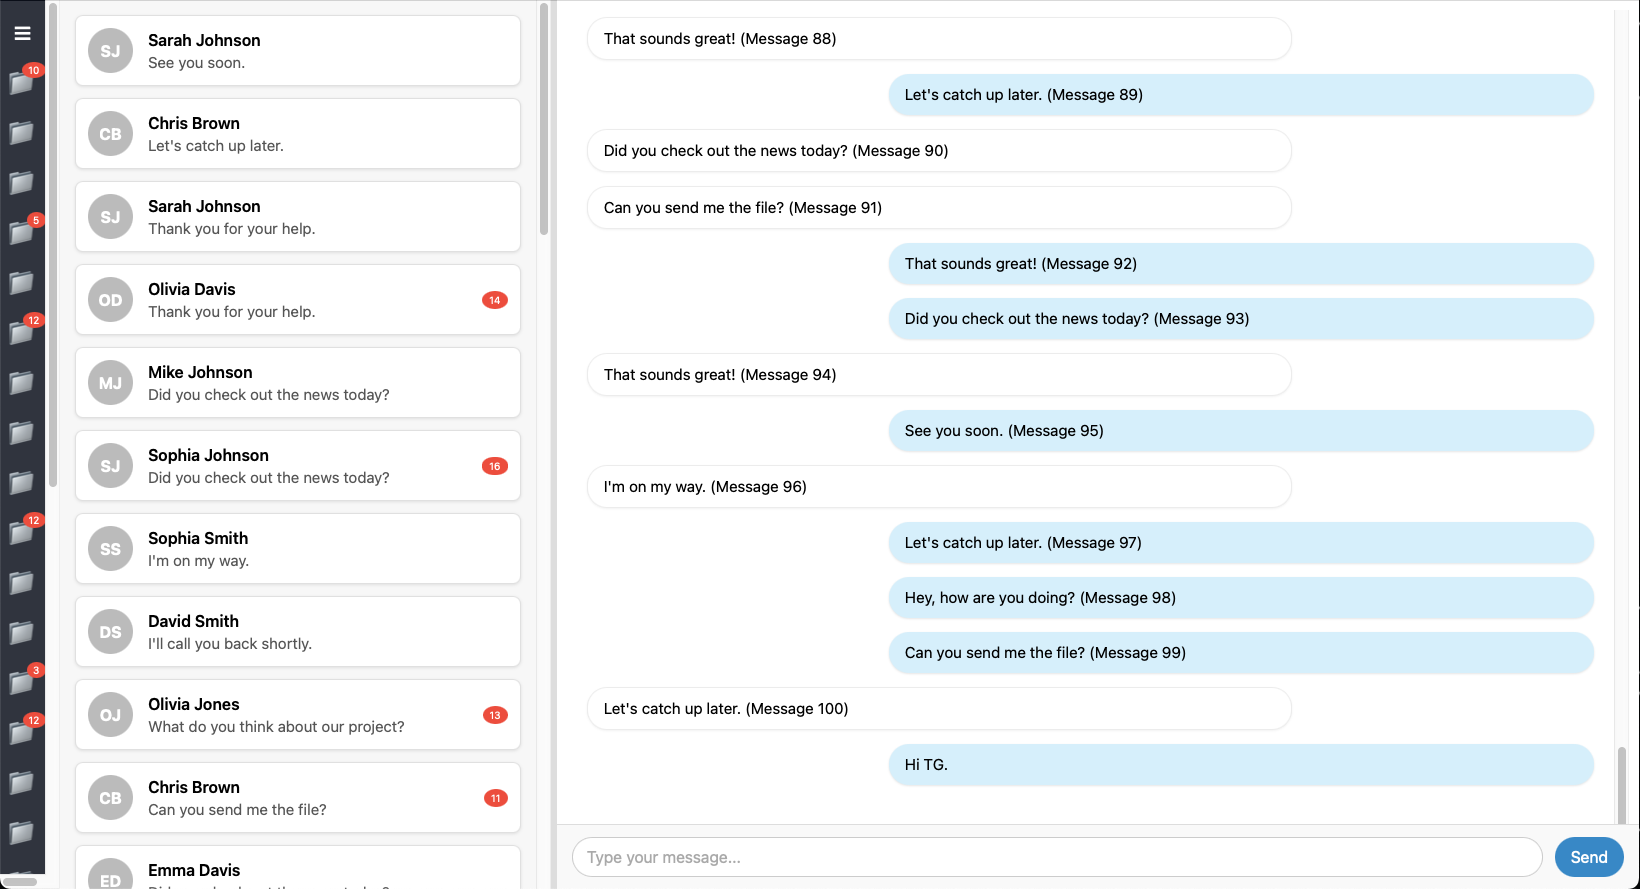 10
5
12
12
3
12
SJ
Sarah Johnson
See you soon.
CB
Chris Brown
Let's catch up later.
SJ
Sarah Johnson
Thank you for your help.
OD
Olivia Davis
Thank you for your help.
14
MJ
Mike Johnson
Did you check out the news today?
SJ
Sophia Johnson
Did you check out the news today?
16
SS
Sophia Smith
I'm on my way.
DS
David Smith
I'll call you back shortly.
OJ
Olivia Jones
What do you think about our project?
13
CB
Chris Brown
Can you send me the file?
11
ED
Emma Davis
That sounds great! (Message 88)
Let's catch up later. (Message 89)
Did you check out the news today? (Message 90)
Can you send me the file? (Message 91)
That sounds great! (Message 92)
Did you check out the news today? (Message 93)
That sounds great! (Message 94)
See you soon. (Message 95)
I'm on my way. (Message 96)
Let's catch up later. (Message 97)
Hey, how are you doing? (Message 98)
Can you send me the file? (Message 99)
Let's catch up later. (Message 100)
Hi TG.
Type your message...
Send